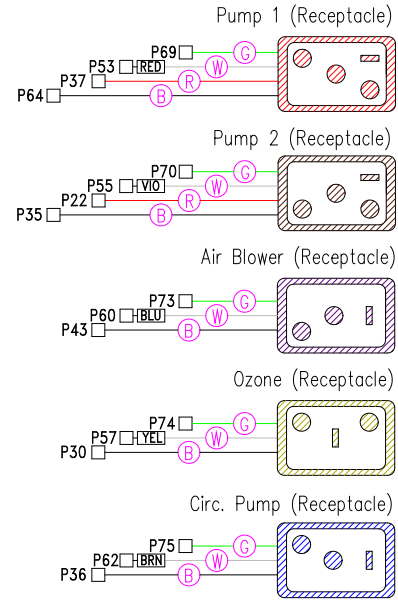 Pump 1 (Receptacle)
P69 G
P53 RED W
P37 R
P64 B
Pump 2 (Receptacle)
P70 G
P55 VIO W
P22 R
P35 B
Air Blower (Receptacle)
P73 G
P60 BLU W
P43 B
Ozone (Receptacle)
P74 G
P57 YEL W
P30 B
Circ. Pump (Receptacle)
P75 G
P62 BRN W
P36 B